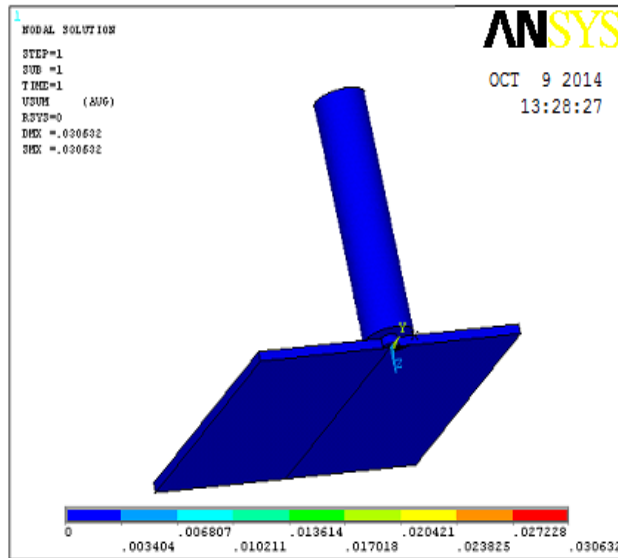 1
NODAL SOLUTION
STEP=1
SUB =1
TIME=1
USUM (AVG)
RSYS=0
DMX =.030632
SMX =.030632
ANSYS
OCT 9 2014
13:28:27
Y
Z
0 .006807 .013614 .020421 .027228
.003404 .010211 .017018 .023825 .030632